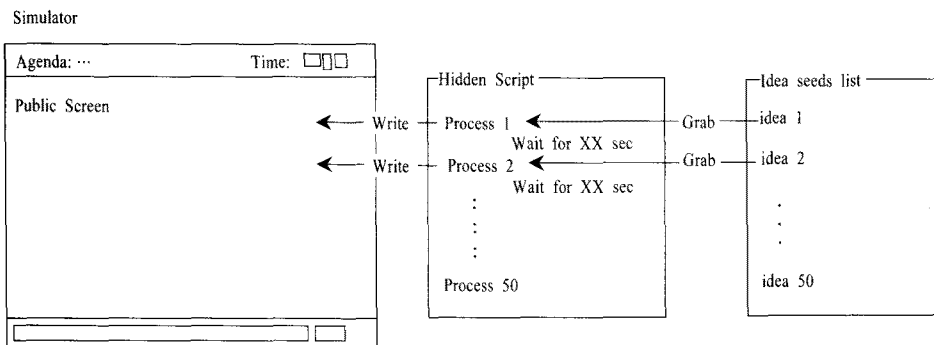 Simulator
Agenda: ···
Time:
Public Screen
Hidden Script
Idea seeds list
Write
Process 1
Grab
idea 1
Wait for XX sec
Write
Process 2
Grab
idea 2
Wait for XX sec
Process 50
idea 50